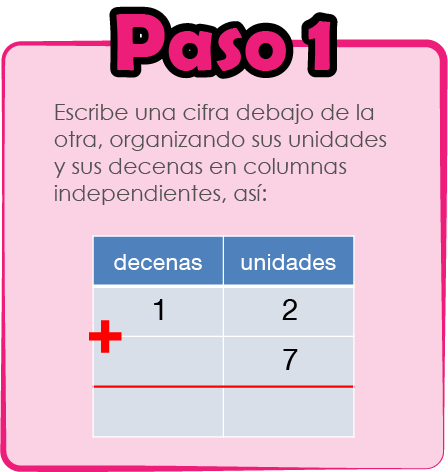 Paso 1
Escribe una cifra debajo de la
otra, organizando sus unidades
y sus decenas en columnas
independientes, así:
decenas unidades
1 2
+
7